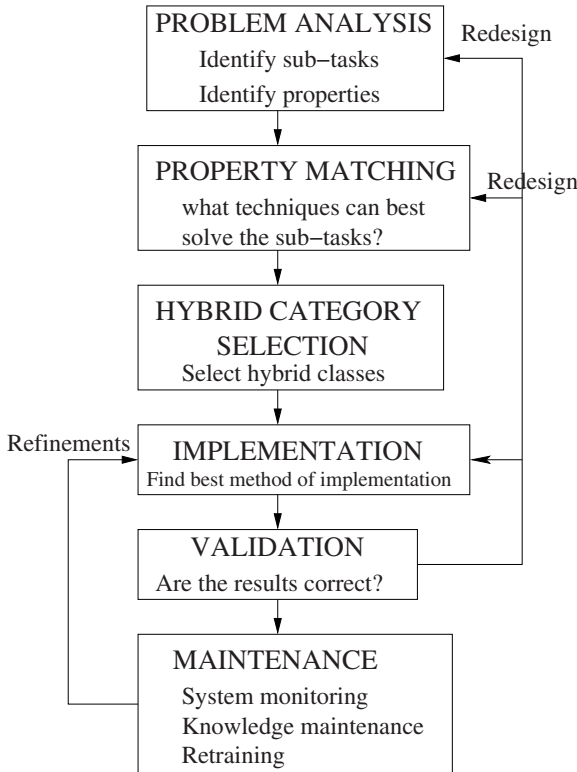 PROBLEM ANALYSIS
Identify sub−tasks
Identify properties
Redesign
PROPERTY MATCHING
what techniques can best
solve the sub−tasks?
Redesign
HYBRID CATEGORY
SELECTION
Select hybrid classes
Refinements
IMPLEMENTATION
Find best method of implementation
VALIDATION
Are the results correct?
MAINTENANCE
System monitoring
Knowledge maintenance
Retraining